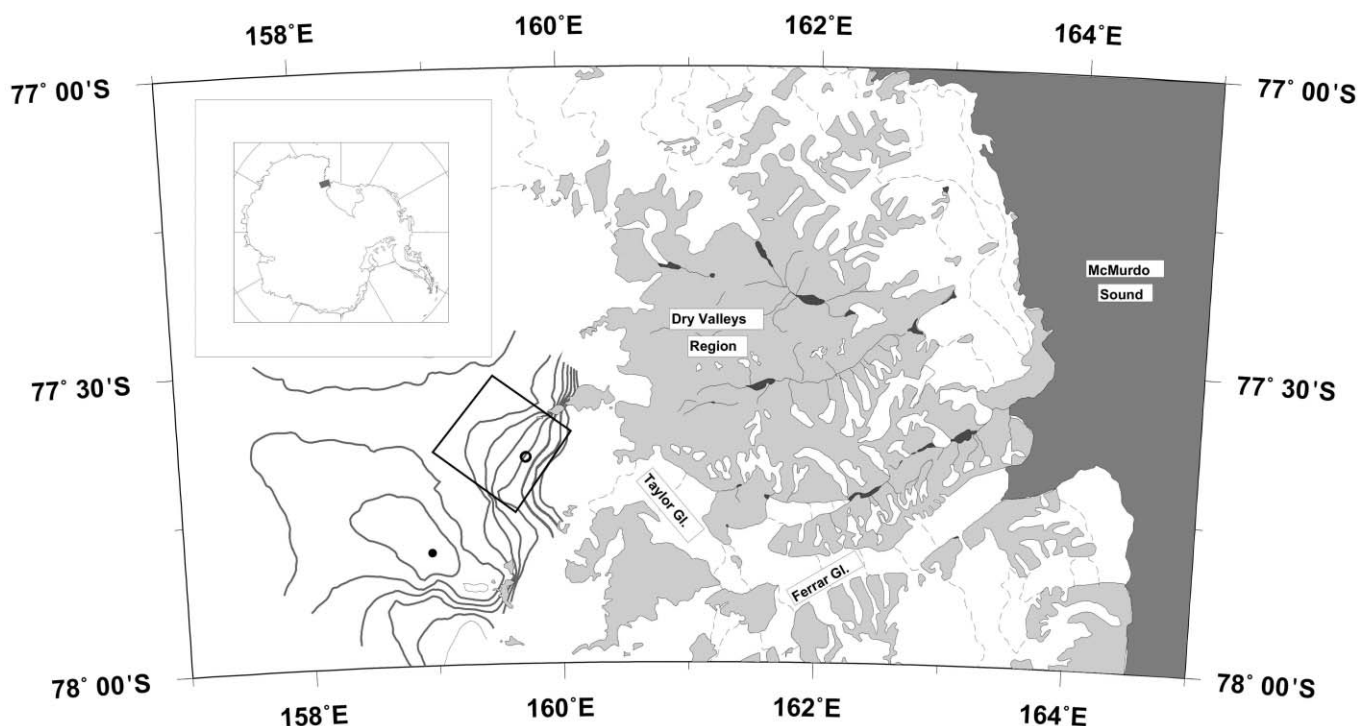 158°E 160°E 162°E 164°E
77° 00'S 77° 00'S
McMurdo
Sound
Dry Valleys
Region
77° 30'S 77° 30'S
Taylor Gl.
Ferrar Gl.
78° 00'S 78° 00'S
158°E 160°E 162°E 164°E